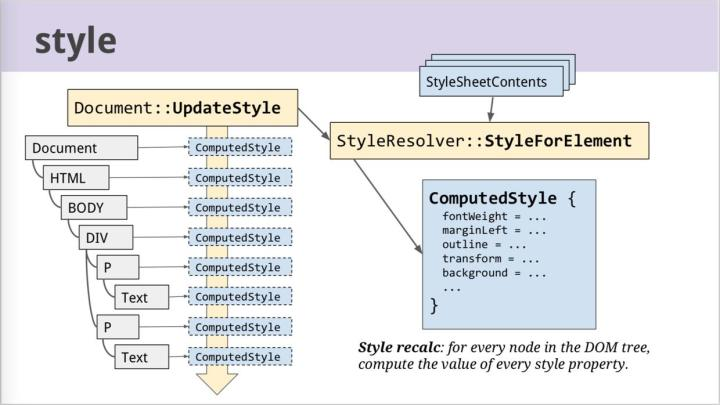 style
StyleSheetContents
Document::UpdateStyle
StyleResolver::StyleForElement
Document
ComputedStyle
HTML
ComputedStyle
BODY
ComputedStyle
DIV
ComputedStyle
P
ComputedStyle
Text
ComputedStyle
P
ComputedStyle
Text
ComputedStyle
ComputedStyle {
fontWeight = ...
marginLeft = ...
outline = ...
transform = ...
background = ...
...
}
Style recalc: for every node in the DOM tree,
compute the value of every style property.